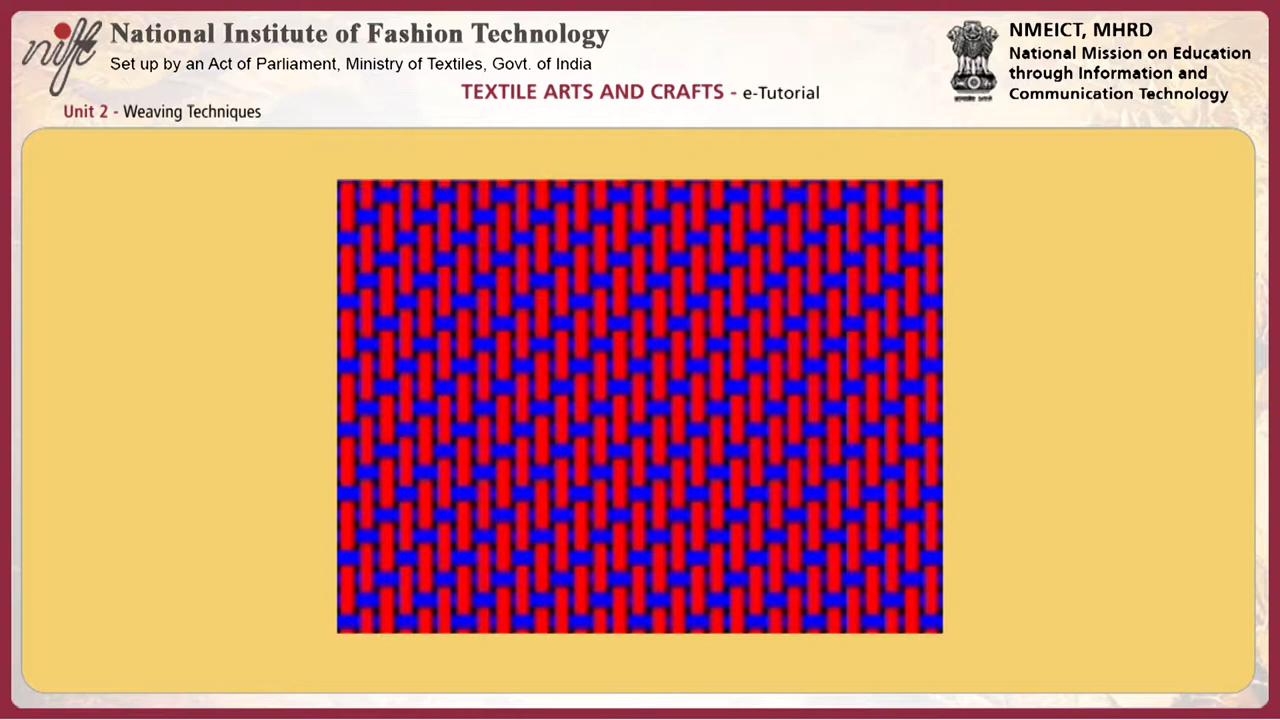 nift
National Institute of Fashion Technology
Set up by an Act of Parliament, Ministry of Textiles, Govt. of India
NMEICT, MHRD
National Mission on Education
through Information and
Communication Technology
TEXTILE ARTS AND CRAFTS - e-Tutorial
Unit 2 - Weaving Techniques